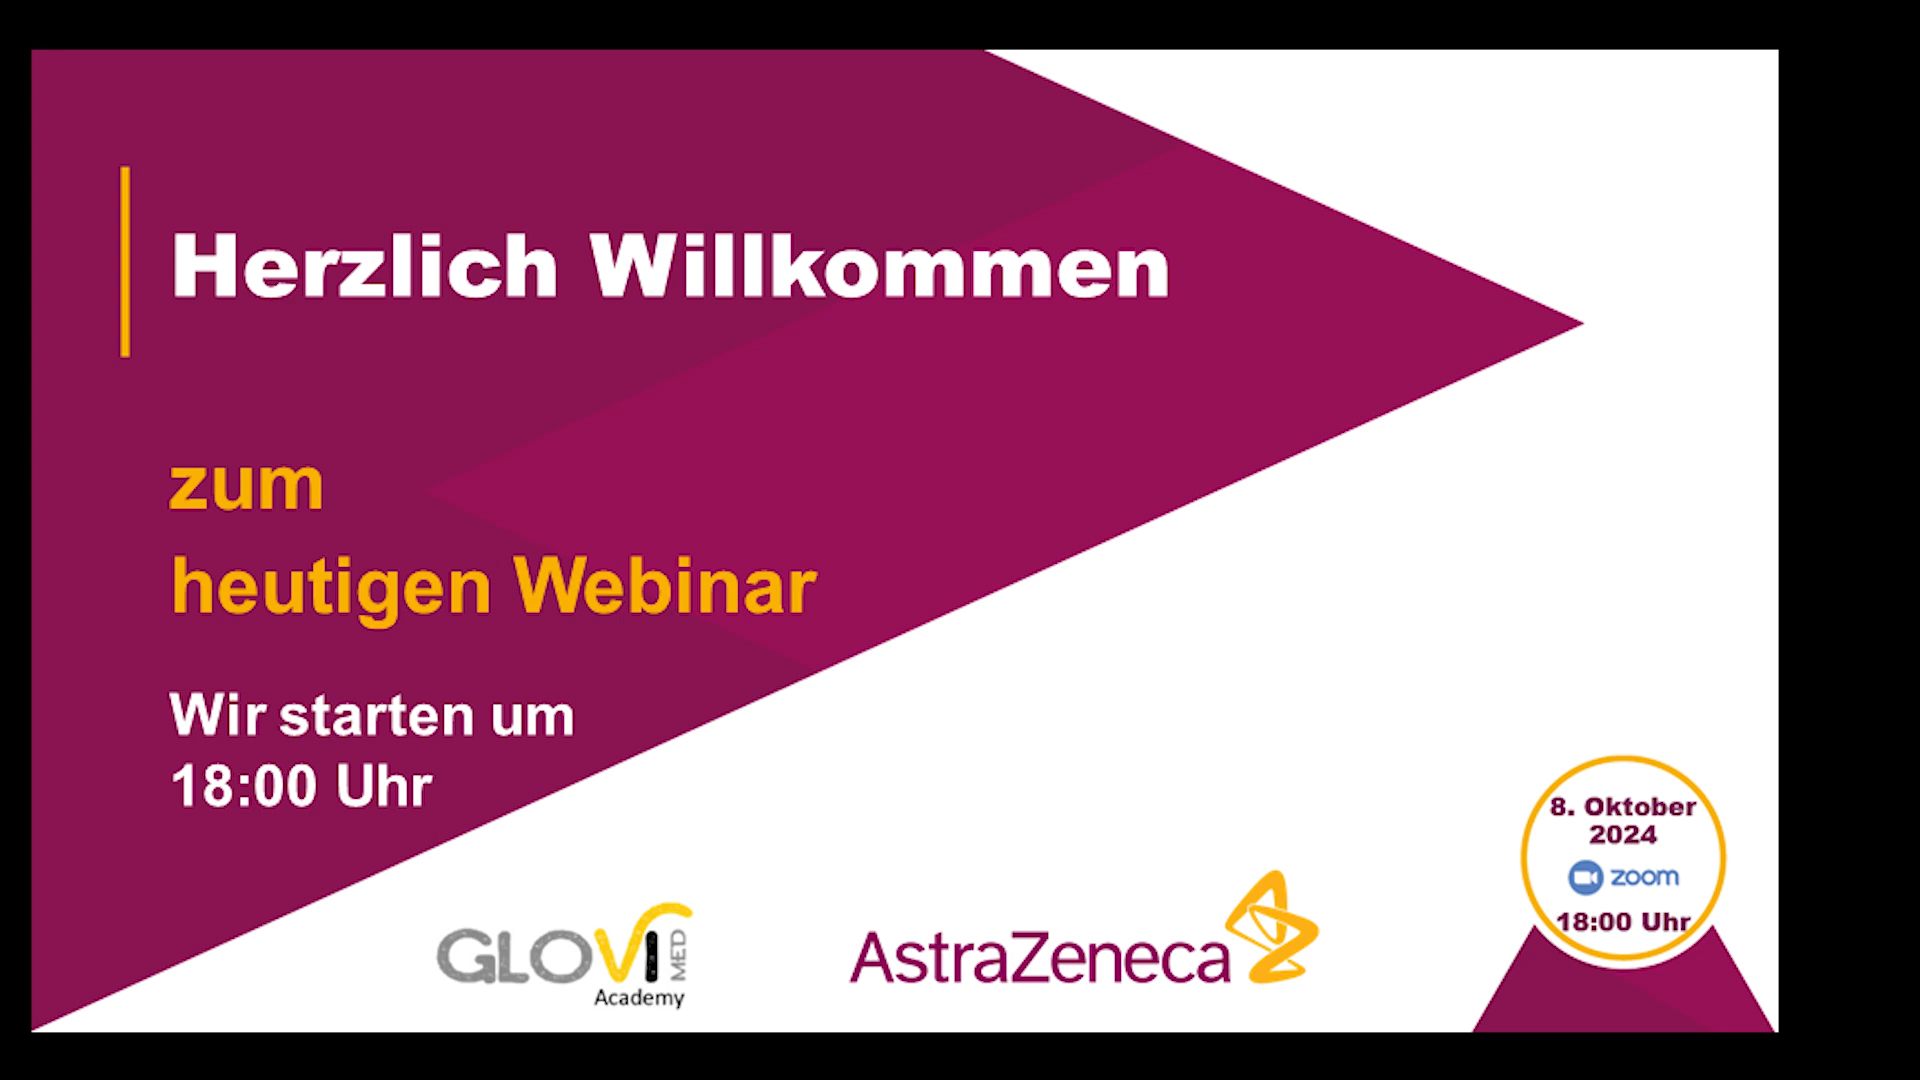 Herzlich Willkommen
zum
heutigen Webinar
Wir starten um
18:00 Uhr
GLOVI MED
Academy
AstraZeneca
8. Oktober
2024
zoom
18:00 Uhr